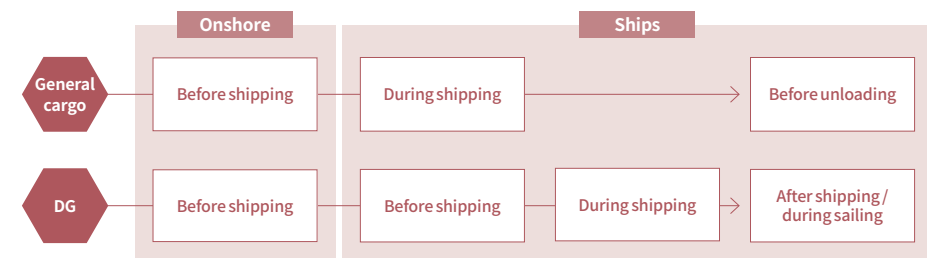 Onshore
Ships
General
cargo
Before shipping
During shipping
Before unloading
DG
Before shipping
Before shipping
During shipping
After shipping /
during sailing